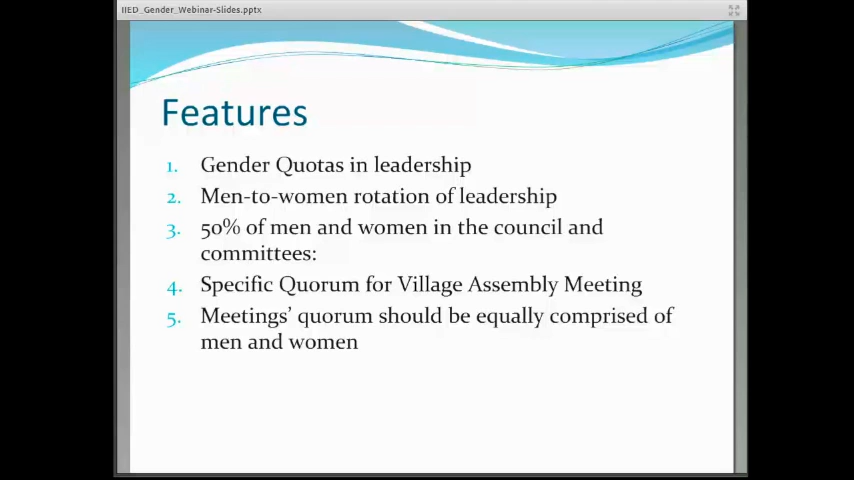 IIED_Gender_Webinar-Slides.pptx
Features
1. Gender Quotas in leadership
2. Men-to-women rotation of leadership
3. 50% of men and women in the council and
committees:
4. Specific Quorum for Village Assembly Meeting
5. Meetings’ quorum should be equally comprised of
men and women